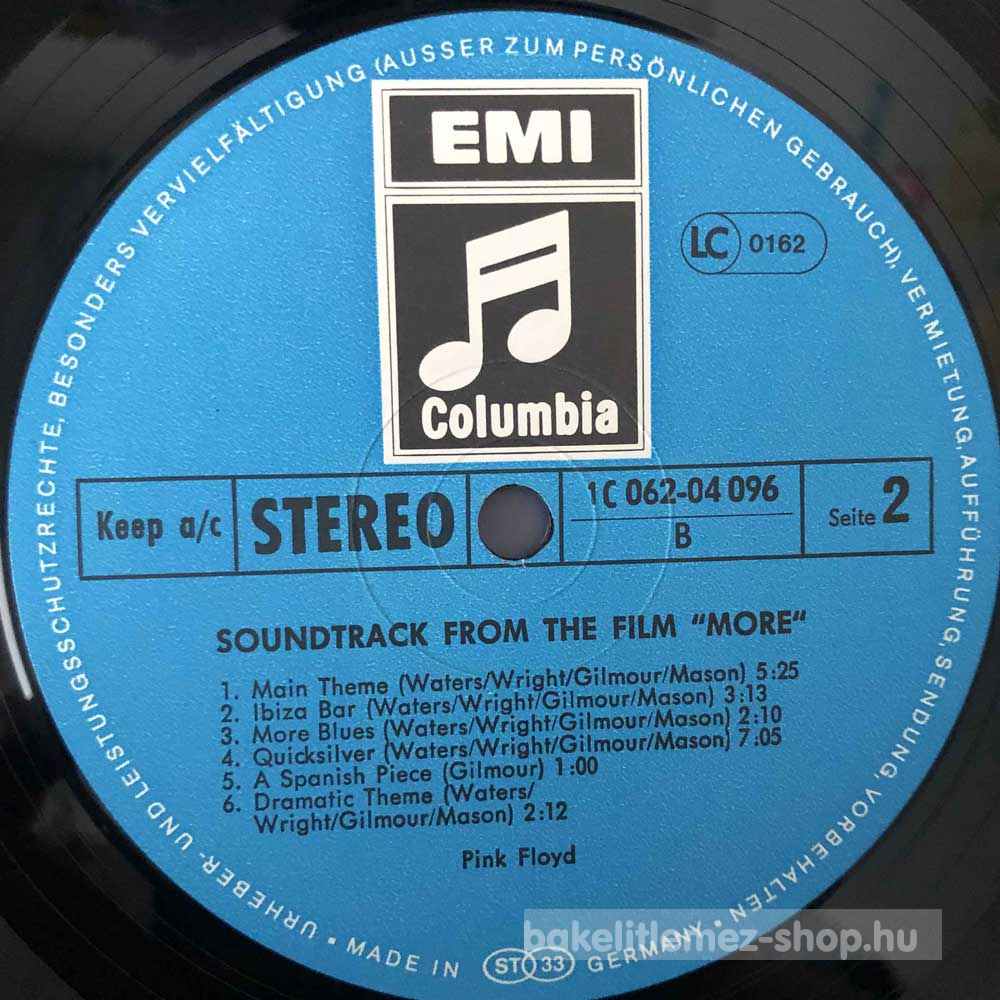 URHEBER- UND LEISTUNGSSCHUTZRECHTE, BESONDERS VERVIELFÄLTIGUNG (AUSSER ZUM PERSÖNLICHEN GEBRAUCH), VERMIETUNG, AUFFÜHRUNG, SENDUNG, VORBEHALTEN •
EMI
LC 0162
Columbia
Keep a/c
STEREO
1C 062-04 096
B
Seite 2
SOUNDTRACK FROM THE FILM "MORE"
1. Main Theme (Waters/Wright/Gilmour/Mason) 5:25
2. Ibiza Bar (Waters/Wright/Gilmour/Mason) 3:13
3. More Blues (Waters/Wright/Gilmour/Mason) 2:10
4. Quicksilver (Waters/Wright/Gilmour/Mason) 7:05
5. A Spanish Piece (Gilmour) 1:00
6. Dramatic Theme (Waters/
Wright/Gilmour/Mason) 2:12
Pink Floyd
• MADE IN ST 33 GERMANY •
bakelitlemez-shop.hu